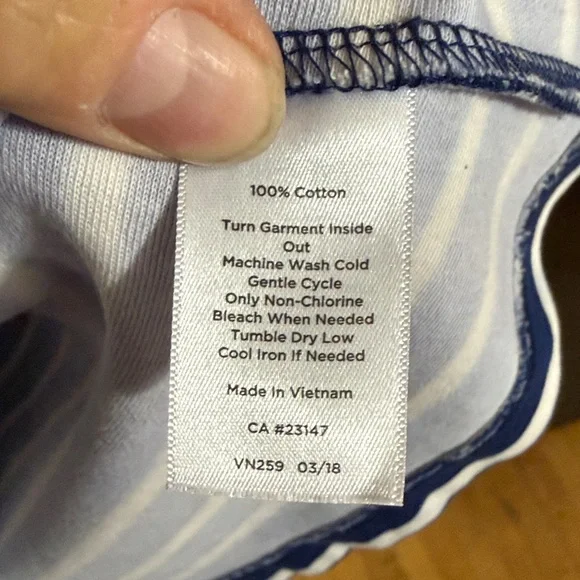 100% Cotton
Turn Garment Inside
Out
Machine Wash Cold
Gentle Cycle
Only Non-Chlorine
Bleach When Needed
Tumble Dry Low
Cool Iron If Needed
Made In Vietnam
CA #23147
VN259 03/18